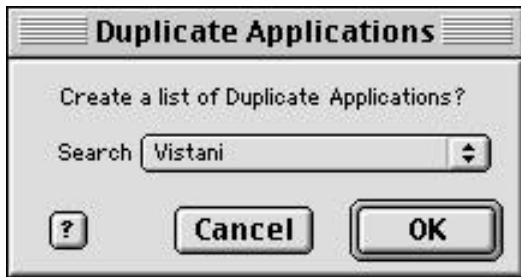 Duplicate Applications
Create a list of Duplicate Applications?
Search Vistani
? Cancel OK